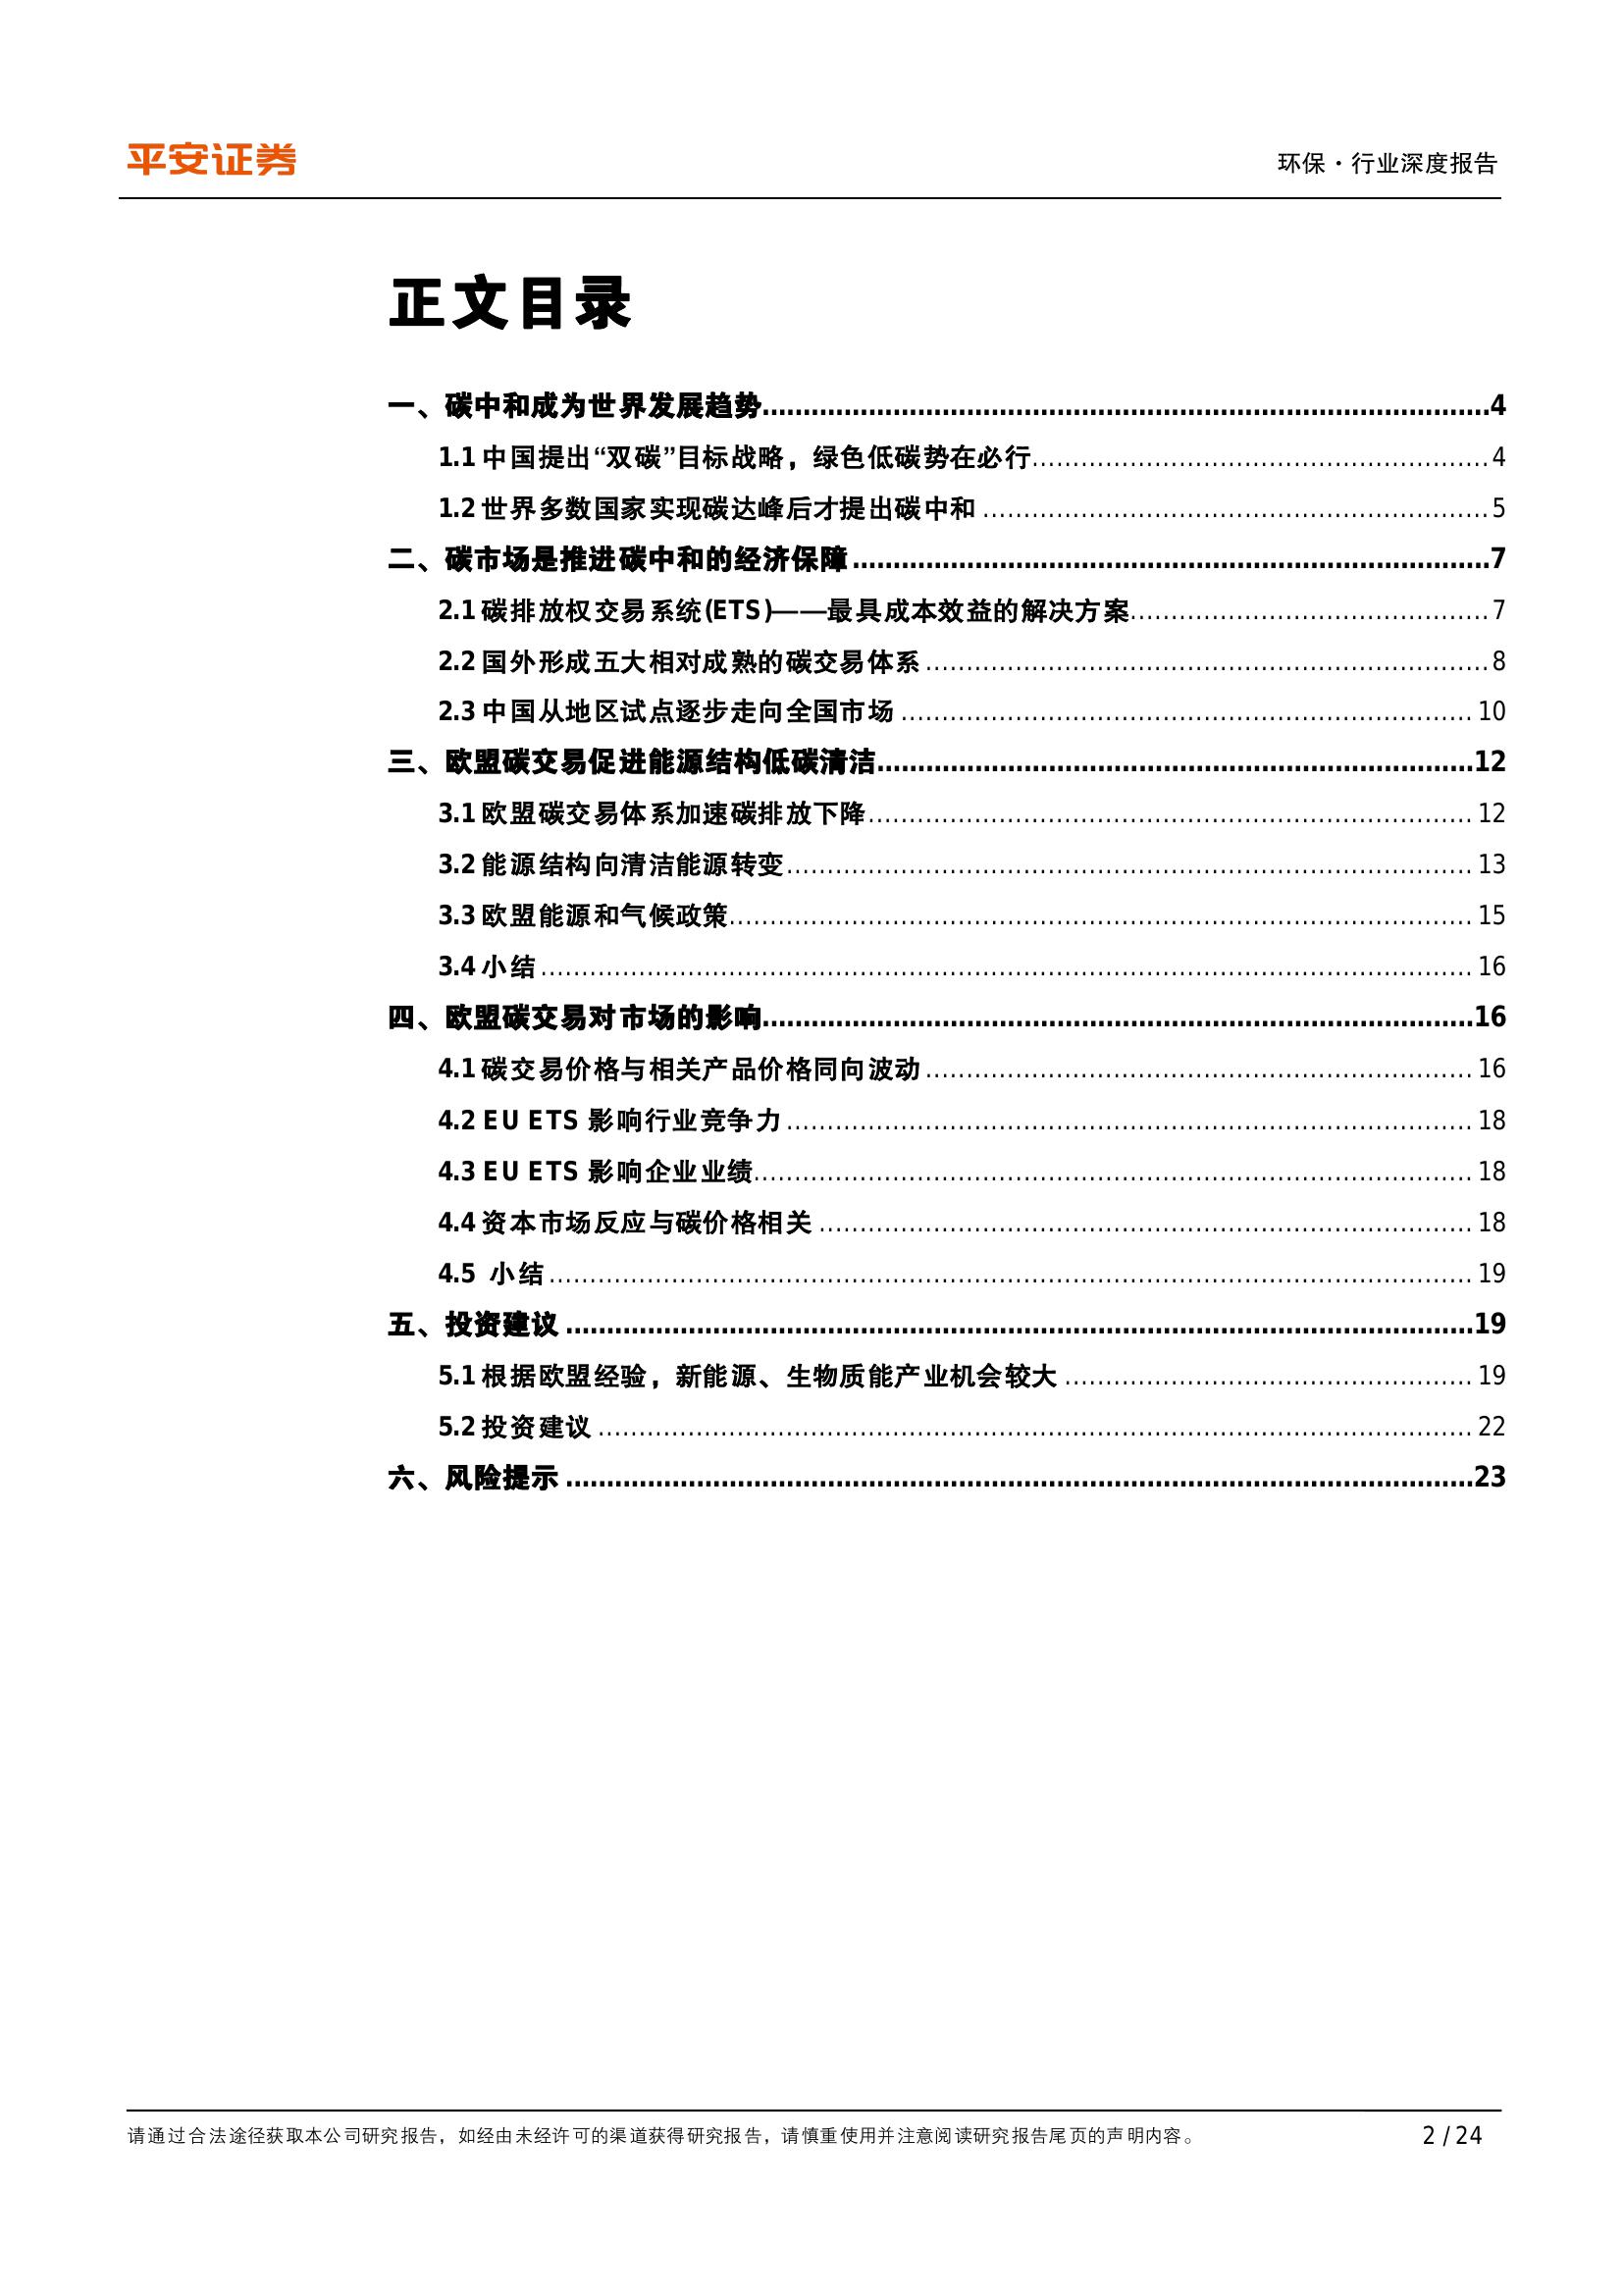 平安证券
环保·行业深度报告
正文目录
一、碳中和成为世界发展趋势........................................4
1.1 中国提出“双碳”目标战略，绿色低碳势在必行........................................4
1.2 世界多数国家实现碳达峰后才提出碳中和........................................5
二、碳市场是推进碳中和的经济保障........................................7
2.1 碳排放权交易系统(ETS)——最具成本效益的解决方案........................................7
2.2 国外形成五大相对成熟的碳交易体系........................................8
2.3 中国从地区试点逐步走向全国市场........................................10
三、欧盟碳交易促进能源结构低碳清洁........................................12
3.1 欧盟碳交易体系加速碳排放下降........................................12
3.2 能源结构向清洁能源转变........................................13
3.3 欧盟能源和气候政策........................................15
3.4 小结........................................16
四、欧盟碳交易对市场的影响........................................16
4.1 碳交易价格与相关产品价格同向波动........................................16
4.2 EU ETS 影响行业竞争力........................................18
4.3 EU ETS 影响企业业绩........................................18
4.4 资本市场反应与碳价格相关........................................18
4.5 小结........................................19
五、投资建议........................................19
5.1 根据欧盟经验，新能源、生物质能产业机会较大........................................19
5.2 投资建议........................................22
六、风险提示........................................23
请通过合法途径获取本公司研究报告，如经由未经许可的渠道获得研究报告，请慎重使用并注意阅读研究报告尾页的声明内容。
2 / 24